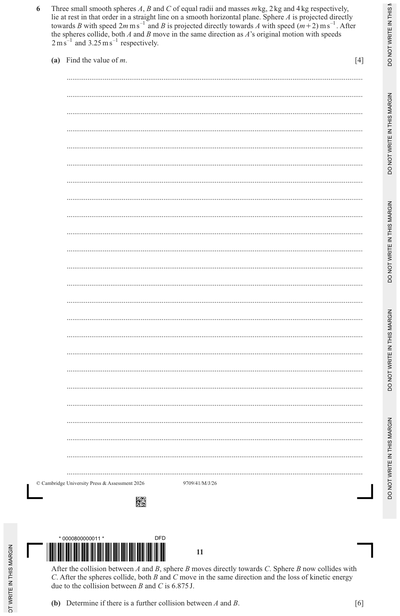 6 Three small smooth spheres A, B and C of equal radii and masses m kg, 2 kg and 4 kg respectively,
lie at rest in that order in a straight line on a smooth horizontal plane. Sphere A is projected directly
towards B with speed 2m m s⁻¹ and B is projected directly towards A with speed (m+2) m s⁻¹. After
the spheres collide, both A and B move in the same direction as A's original motion with speeds
2 m s⁻¹ and 3.25 m s⁻¹ respectively.
(a) Find the value of m. [4]
© Cambridge University Press & Assessment 2026 9709/41/M/J/26
DO NOT WRITE IN THIS MARGIN
DO NOT WRITE IN THIS MARGIN
DO NOT WRITE IN THIS MARGIN
DO NOT WRITE IN THIS MARGIN
DO NOT WRITE IN THIS MARGIN
OT WRITE IN THIS MARGIN
* 0000800000011 * DFD
11
After the collision between A and B, sphere B moves directly towards C. Sphere B now collides with
C. After the spheres collide, both B and C move in the same direction and the loss of kinetic energy
due to the collision between B and C is 6.875 J.
(b) Determine if there is a further collision between A and B. [6]